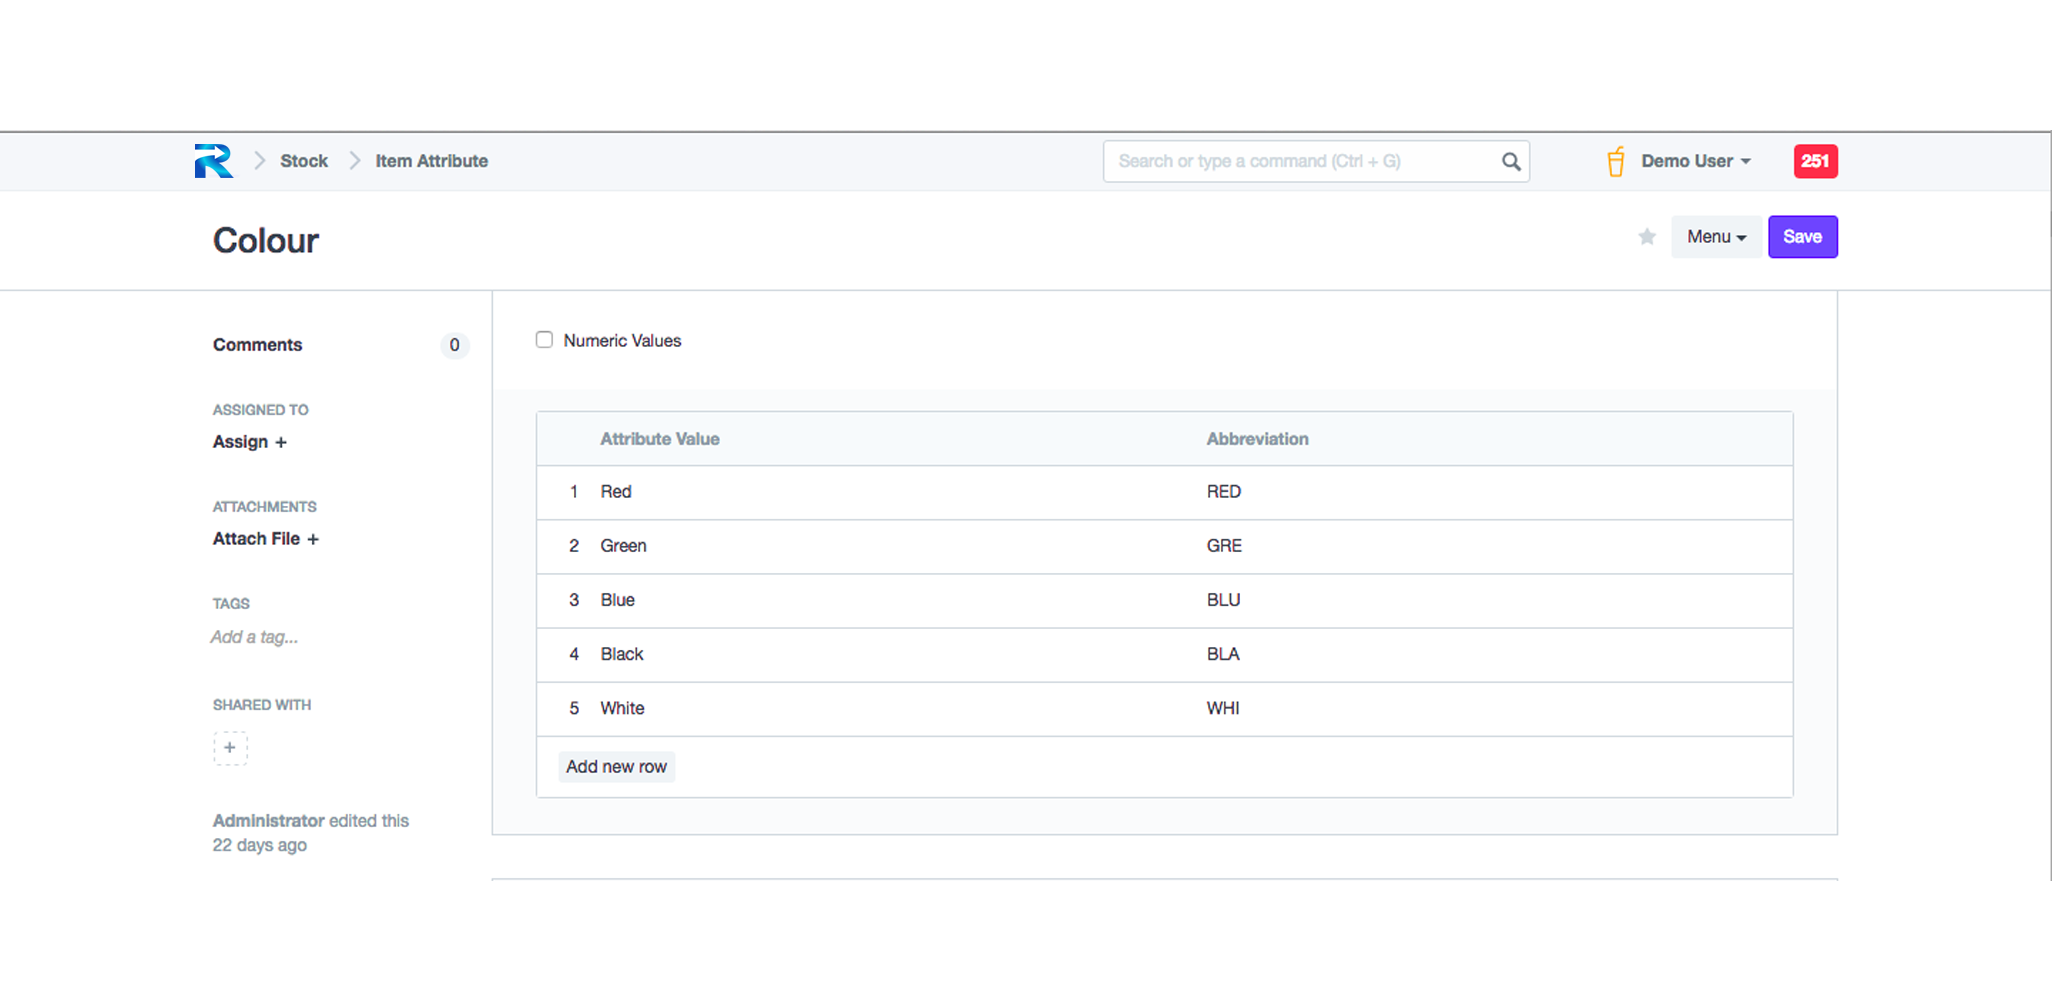 Stock
Item Attribute
Search or type a command (Ctrl + G)
Demo User
251
Colour
Menu
Save
Comments 0
Numeric Values
ASSIGNED TO
Assign +
ATTACHMENTS
Attach File +
TAGS
Add a tag...
SHARED WITH
+
Administrator edited this
22 days ago
Attribute Value Abbreviation
1 Red RED
2 Green GRE
3 Blue BLU
4 Black BLA
5 White WHI
Add new row